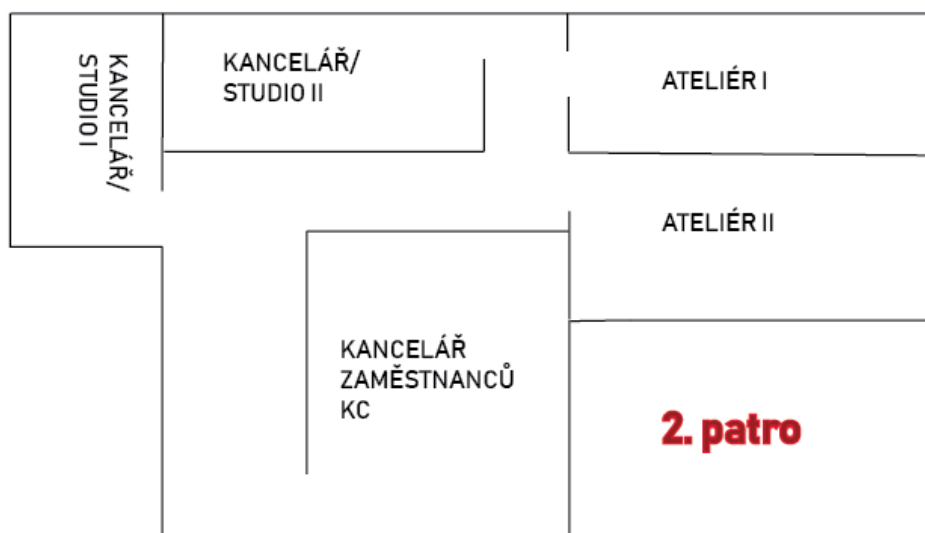 KANCELÁŘ/
STUDIO I
KANCELÁŘ/
STUDIO II
ATELIÉR I
ATELIÉR II
KANCELÁŘ
ZAMĚSTNANCŮ
KC
2. patro